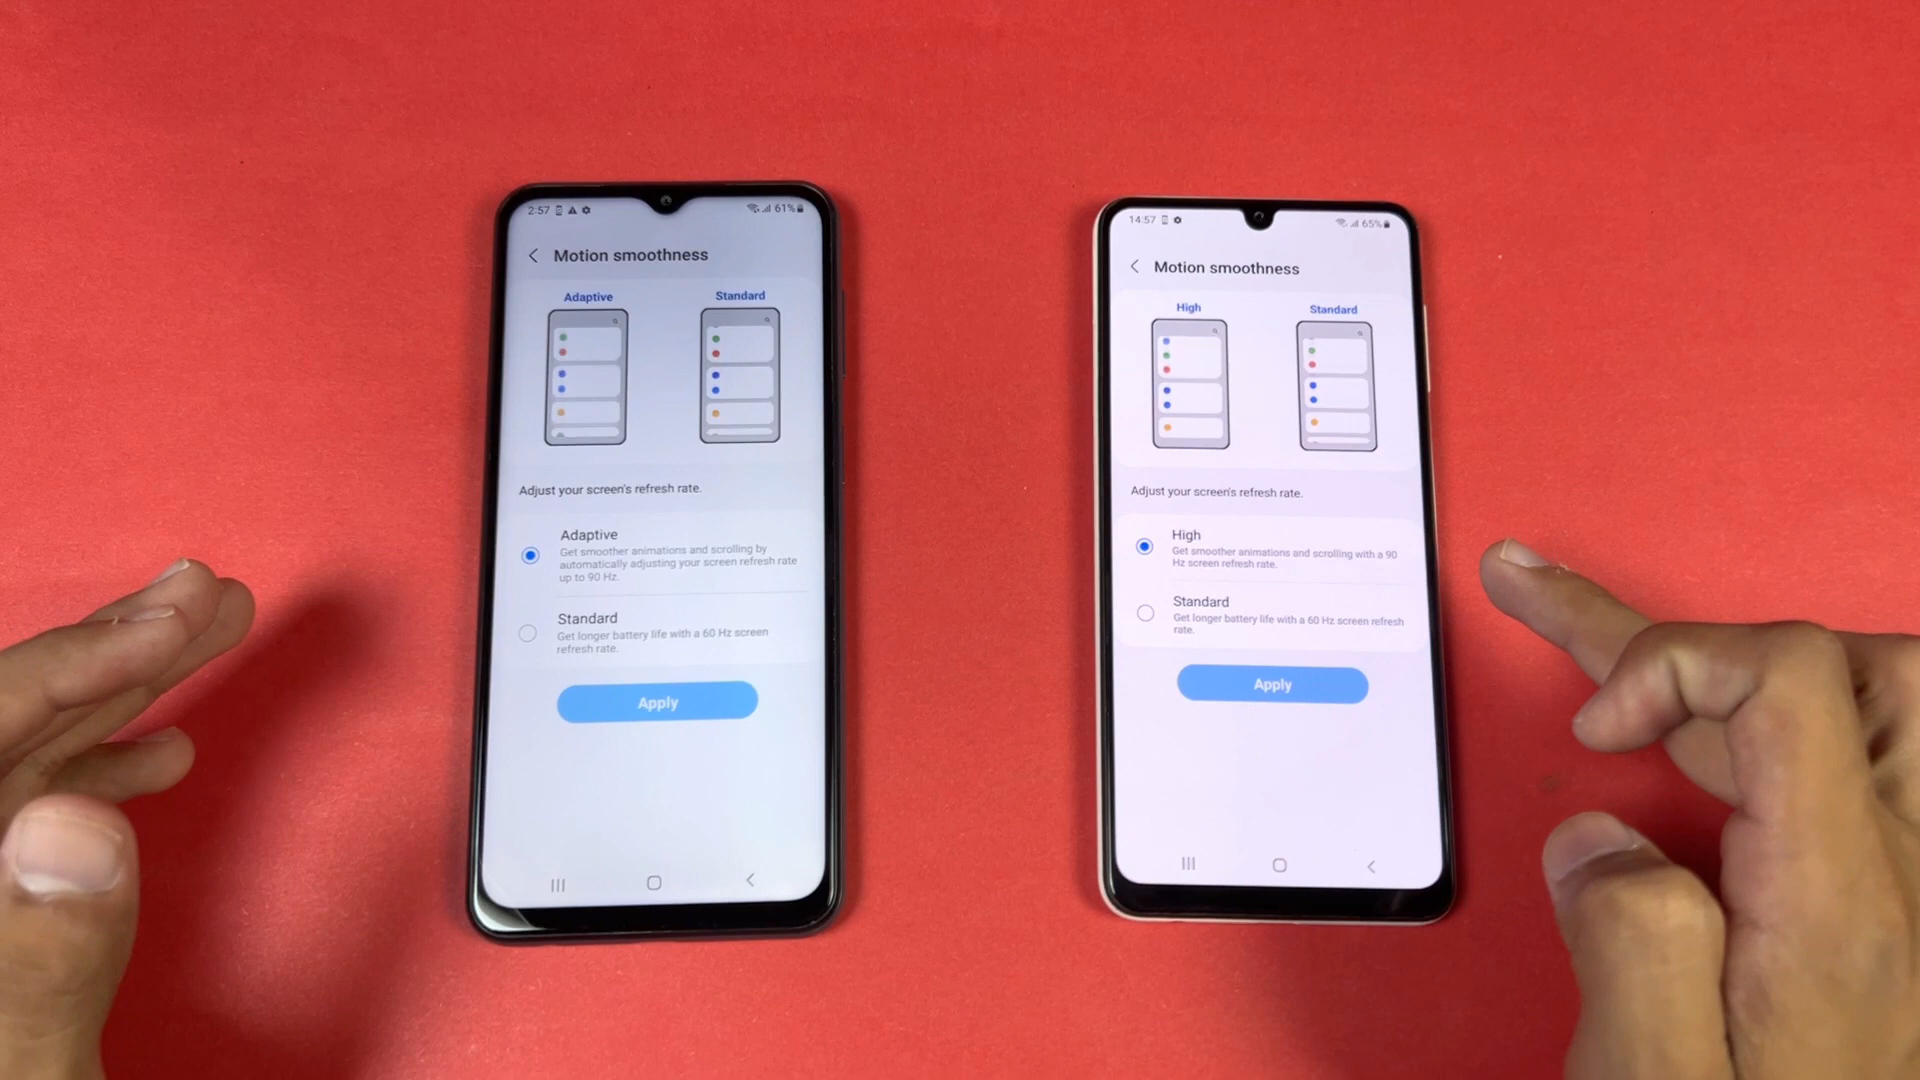 2:57
61%
Motion smoothness
Adaptive
Standard
Adjust your screen's refresh rate.
Adaptive
Get smoother animations and scrolling by
automatically adjusting your screen refresh rate
up to 90 Hz.
Standard
Get longer battery life with a 60 Hz screen
refresh rate.
Apply
14:57
65%
Motion smoothness
High
Standard
Adjust your screen's refresh rate.
High
Get smoother animations and scrolling with a 90
Hz screen refresh rate.
Standard
Get longer battery life with a 60 Hz screen refresh
rate.
Apply